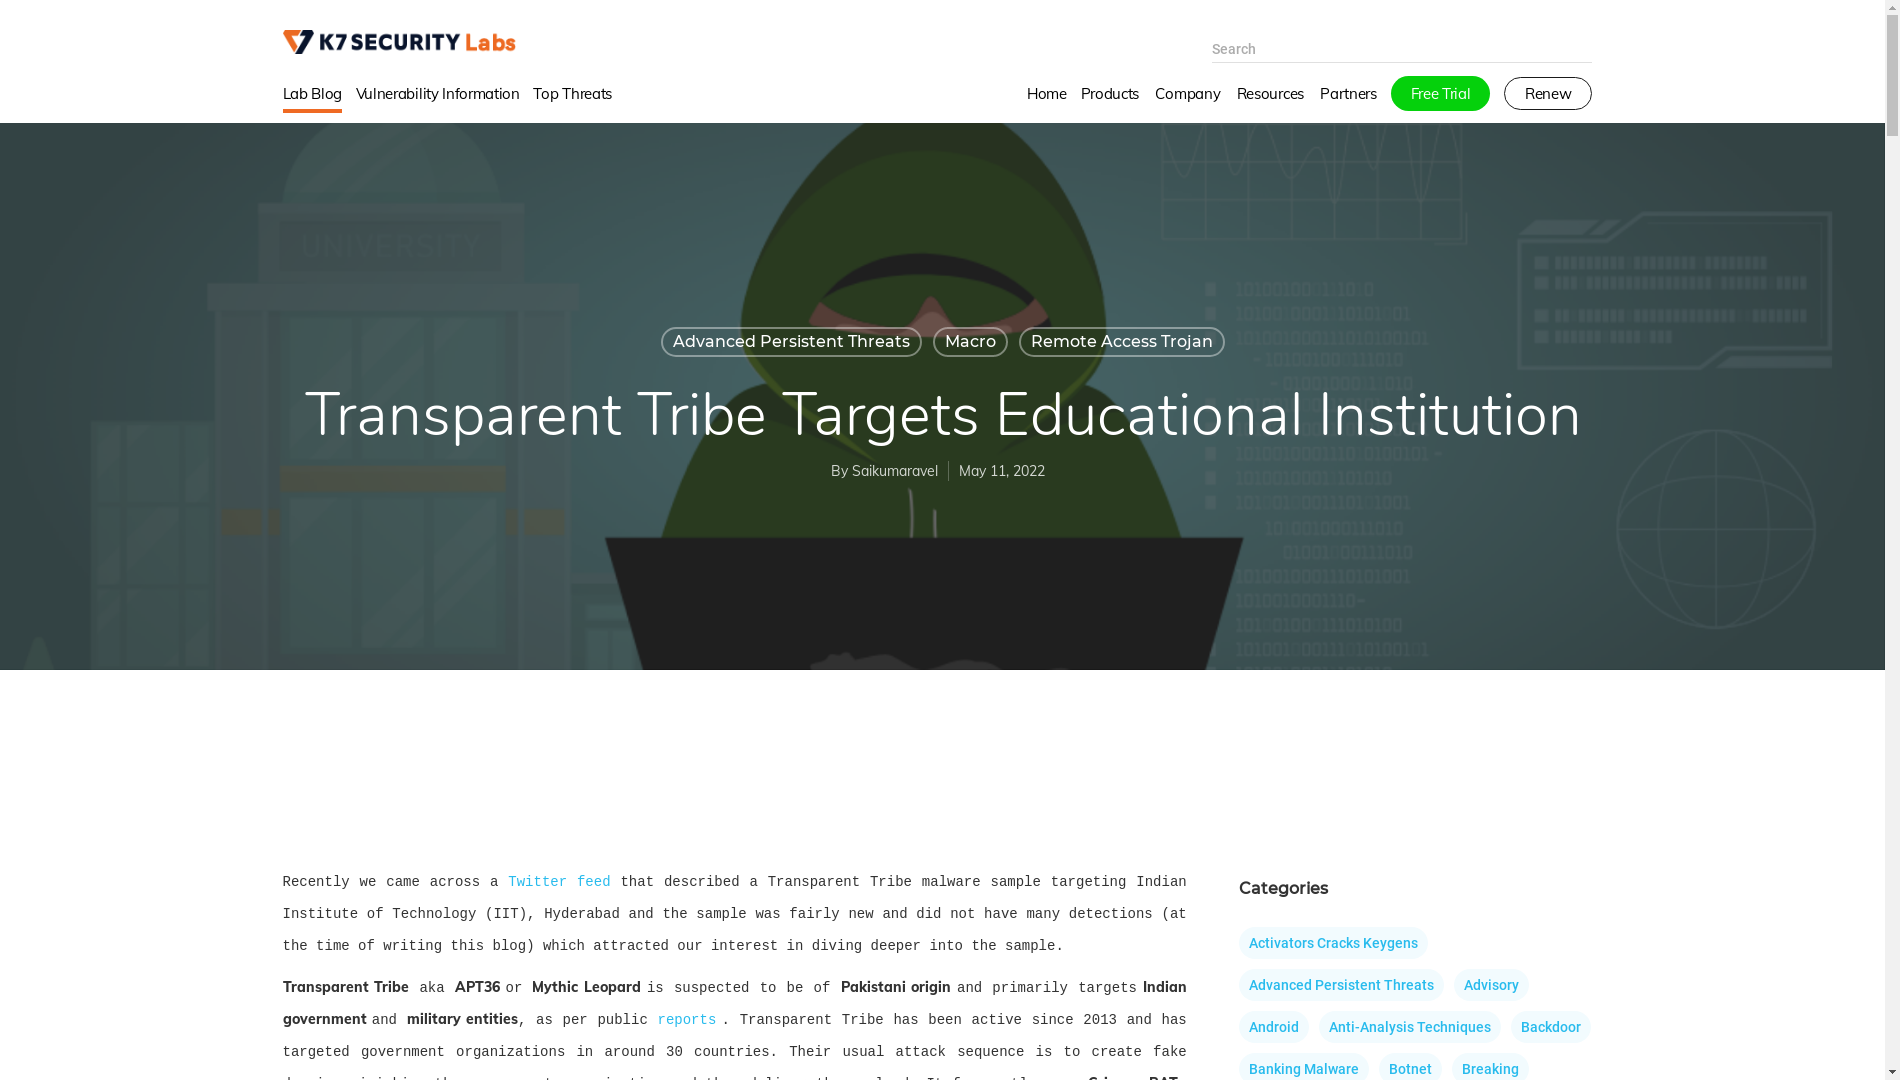 K7 SECURITY Labs
Search
Lab Blog Vulnerability Information Top Threats
Home Products Company Resources Partners Free Trial Renew
UNIVERSITY
Advanced Persistent Threats Macro Remote Access Trojan
Transparent Tribe Targets Educational Institution
By Saikumaravel May 11, 2022
Recently we came across a Twitter feed that described a Transparent Tribe malware sample targeting Indian
Institute of Technology (IIT), Hyderabad and the sample was fairly new and did not have many detections (at
the time of writing this blog) which attracted our interest in diving deeper into the sample.
Transparent Tribe aka APT36 or Mythic Leopard is suspected to be of Pakistani origin and primarily targets Indian
government and military entities, as per public reports . Transparent Tribe has been active since 2013 and has
targeted government organizations in around 30 countries. Their usual attack sequence is to create fake
Categories
Activators Cracks Keygens
Advanced Persistent Threats Advisory
Android Anti-Analysis Techniques Backdoor
Banking Malware Botnet Breaking